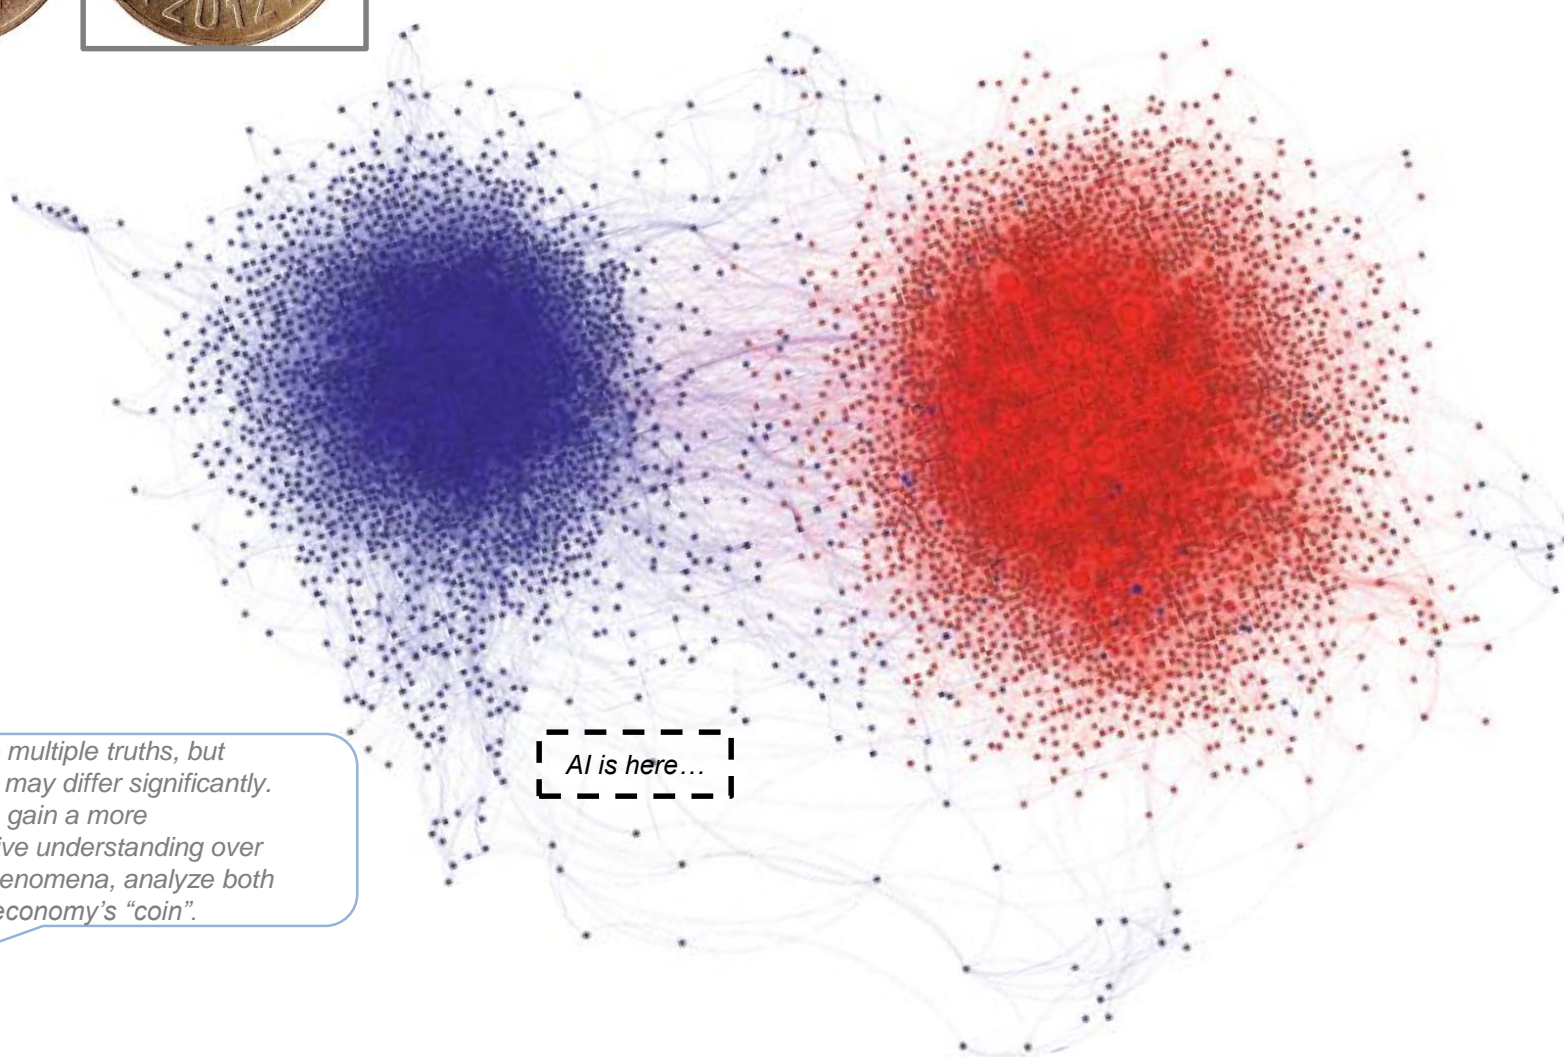 2012
multiple truths, but
may differ significantly.
gain a more
ive understanding over
enomena, analyze both
economy's “coin”.
AI is here…